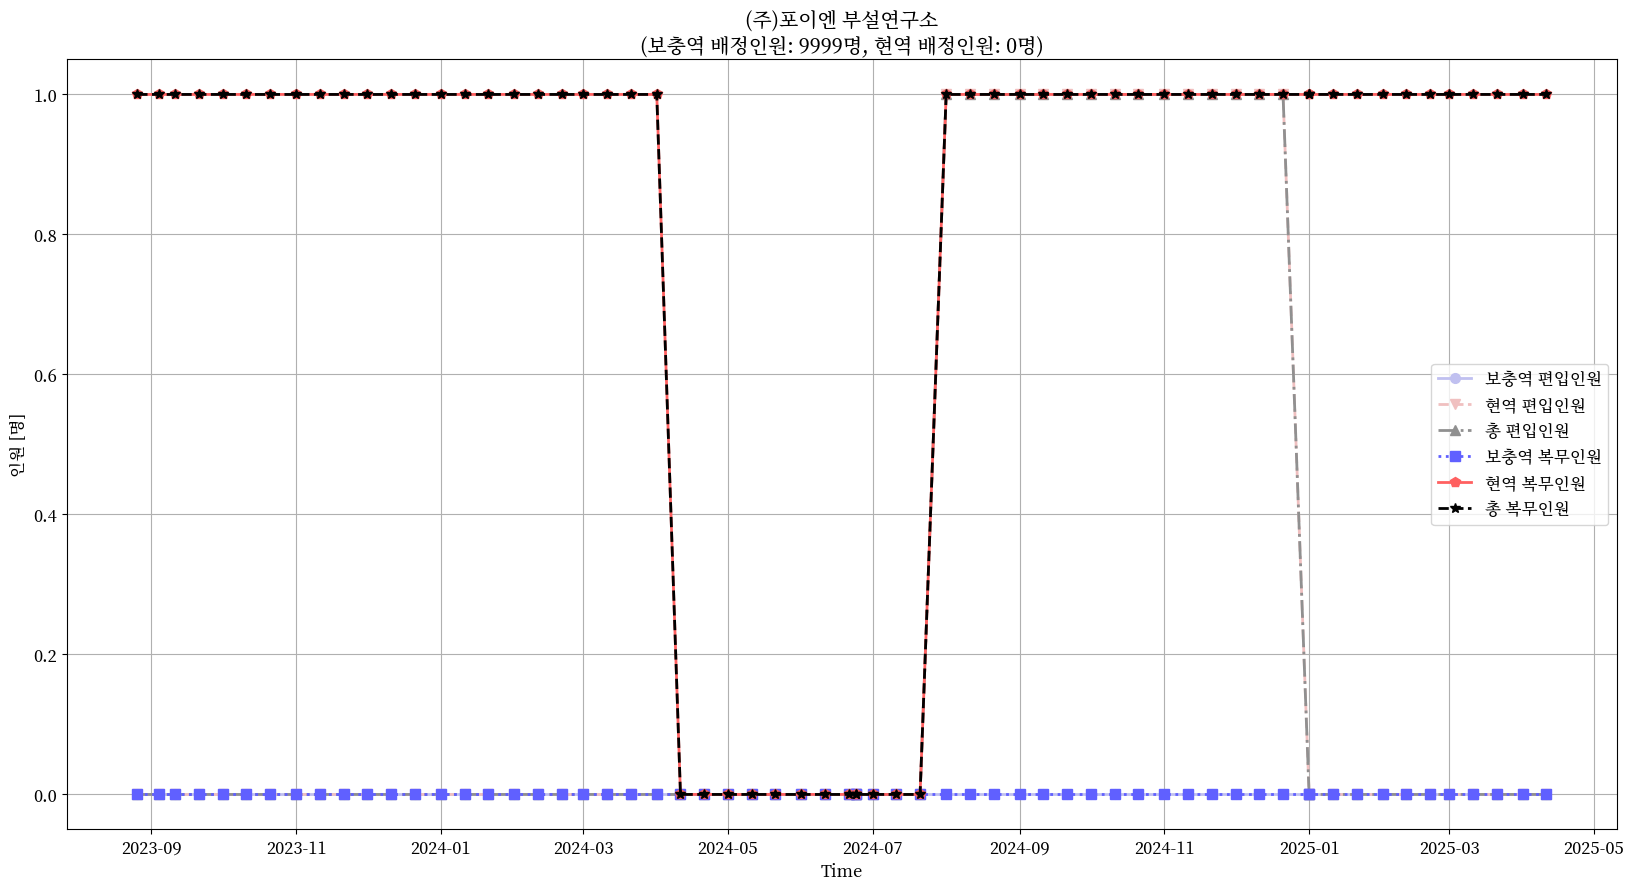 (주)포이엔 부설연구소
(보충역 배정인원: 9999명, 현역 배정인원: 0명)
인원 [명]
1.0
0.8
0.6
0.4
0.2
0.0
보충역 편입인원
현역 편입인원
총 편입인원
보충역 복무인원
현역 복무인원
총 복무인원
2023-09 2023-11 2024-01 2024-03 2024-05 2024-07 2024-09 2024-11 2025-01 2025-03 2025-05
Time